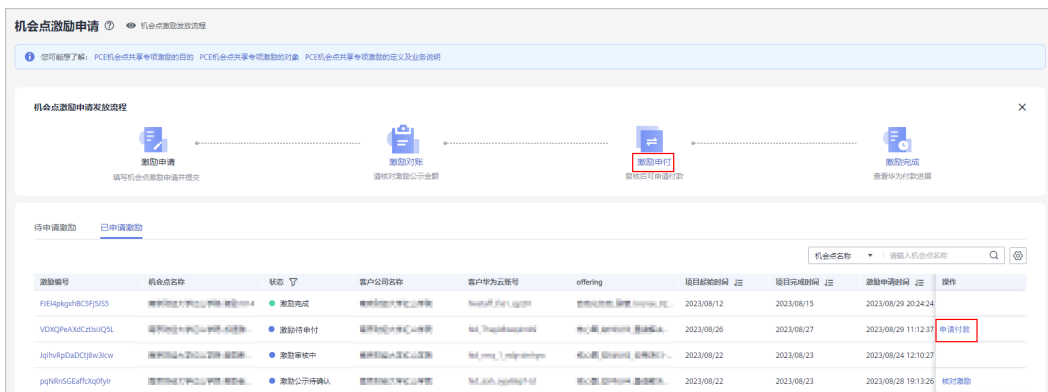 机会点激励申请 机会点激励发放流程
您可能想了解： PCE机会点共享专项激励的目的 PCE机会点共享专项激励的对象 PCE机会点共享专项激励的定义及业务说明
机会点激励申请发放流程
激励申请 激励对账 激励申付 激励完成
填写机会点激励申请并提交 请核对激励公示金额 复核后可申请付款 查看华为付款进展
待申请激励 已申请激励
机会点名称 请输入机会点名称
激励编号 机会点名称 状态 客户公司名称 客户华为云账号 offering 项目起始时间 项目完成时间 激励申请时间 操作
FJEI4pkgxhBC5FJ5JS5 激励完成 2023/08/12 2023/08/15 2023/08/29 20:24:24
VDXQPeAXdCztlsiJQ5L 激励待申付 2023/08/26 2023/08/27 2023/08/29 11:12:37 申请付款
JqihvRpDaDCtJ8w3Icw 激励审核中 2023/08/22 2023/08/23 2023/08/24 12:10:27
pqNRnSGEaffcXq0fyIr 激励公示待确认 2023/08/22 2023/08/23 2023/08/28 19:13:26 核对激励